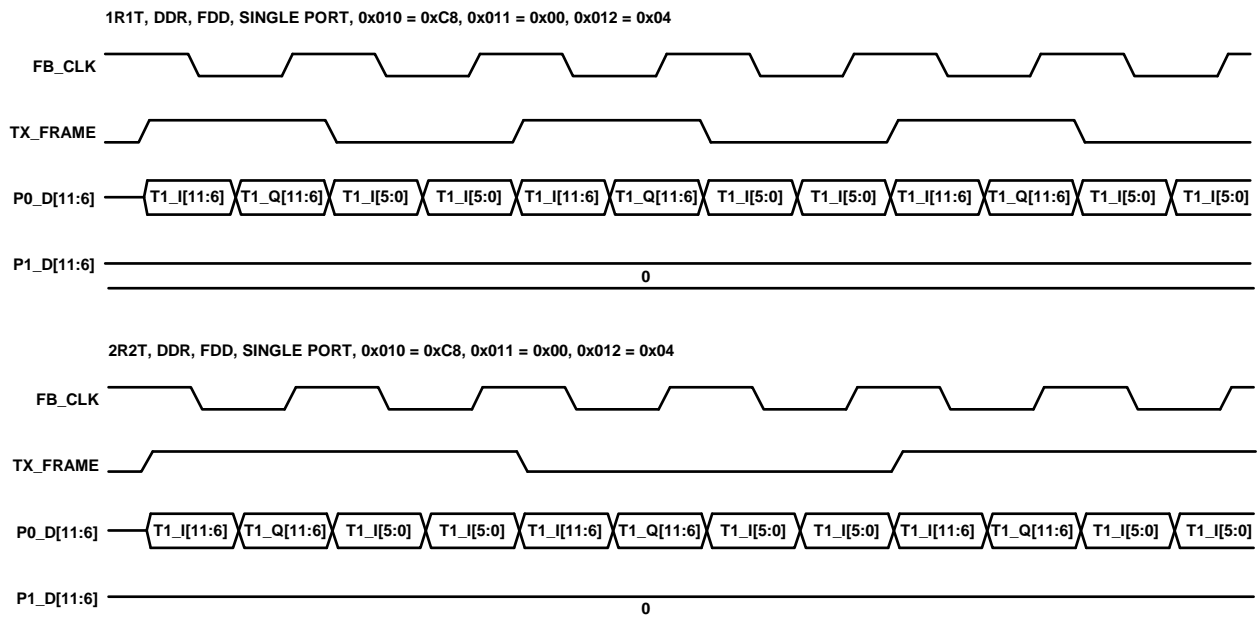 1R1T, DDR, FDD, SINGLE PORT, 0x010 = 0xC8, 0x011 = 0x00, 0x012 = 0x04
FB_CLK
TX_FRAME
P0_D[11:6] T1_I[11:6] T1_Q[11:6] T1_I[5:0] T1_I[5:0] T1_I[11:6] T1_Q[11:6] T1_I[5:0] T1_I[5:0] T1_I[11:6] T1_Q[11:6] T1_I[5:0] T1_I[5:0]
P1_D[11:6]
0
2R2T, DDR, FDD, SINGLE PORT, 0x010 = 0xC8, 0x011 = 0x00, 0x012 = 0x04
FB_CLK
TX_FRAME
P0_D[11:6] T1_I[11:6] T1_Q[11:6] T1_I[5:0] T1_I[5:0] T1_I[11:6] T1_Q[11:6] T1_I[5:0] T1_I[5:0] T1_I[11:6] T1_Q[11:6] T1_I[5:0] T1_I[5:0]
P1_D[11:6]
0